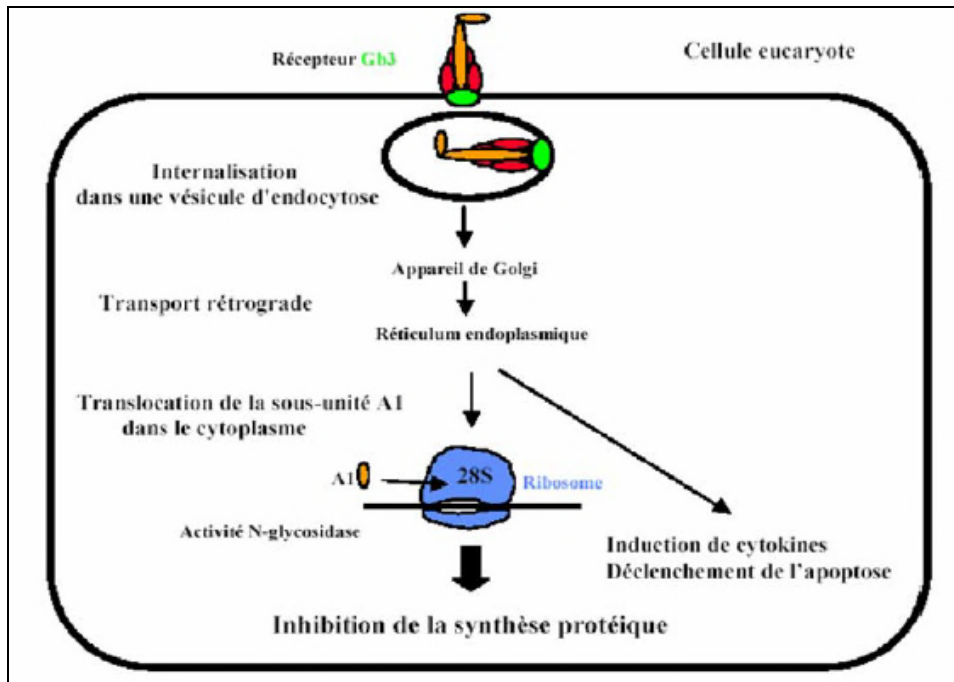 Cellule eucaryote
Récepteur Gb3
Internalisation
dans une vésicule d'endocytose
Appareil de Golgi
Transport rétrograde
Réticulum endoplasmique
Translocation de la sous-unité A1
dans le cytoplasme
A1
28S
Ribosome
Activité N-glycosidase
Induction de cytokines
Déclenchement de l'apoptose
Inhibition de la synthèse protéique